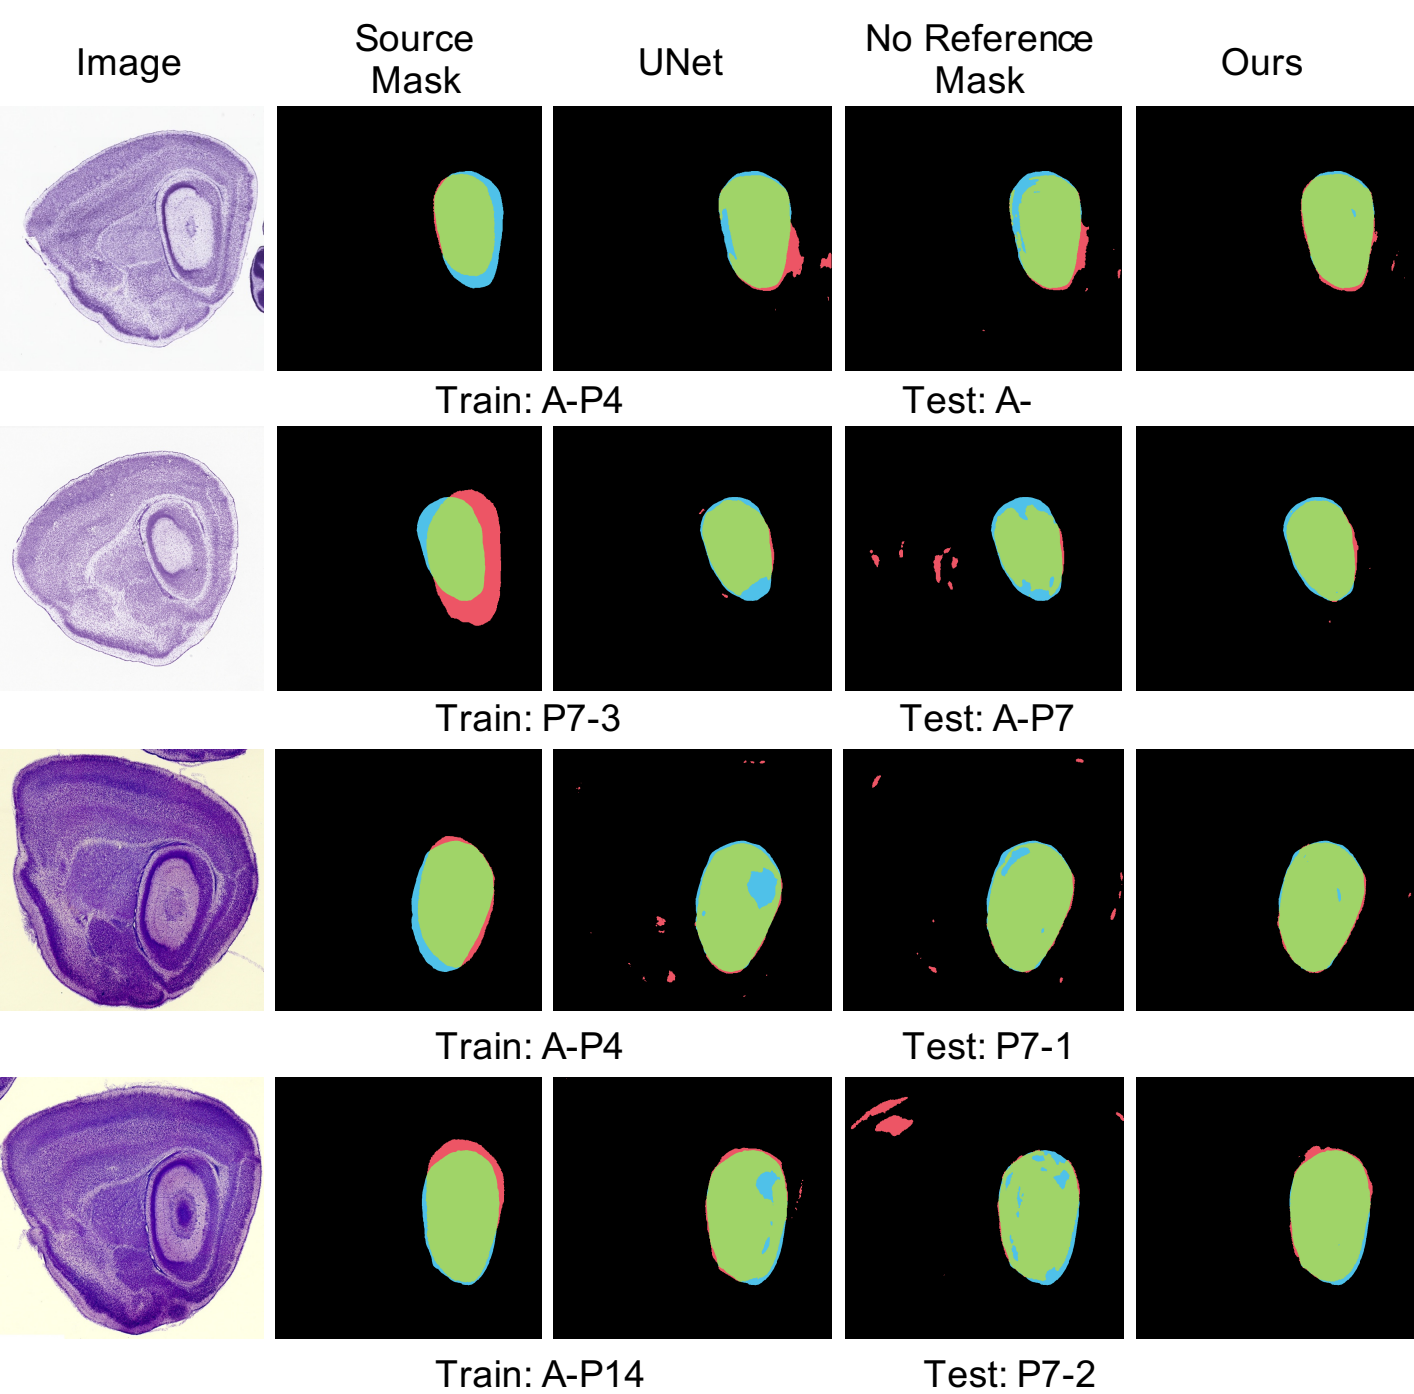 Image
Source
Mask
UNet
No Reference
Mask
Ours
Train: A-P4
Test: A-
Train: P7-3
Test: A-P7
Train: A-P4
Test: P7-1
Train: A-P14
Test: P7-2